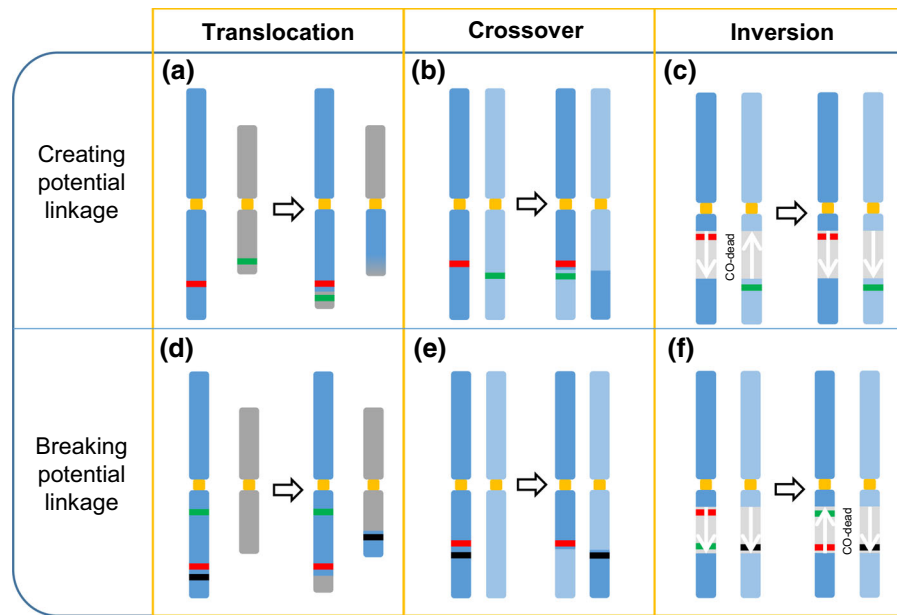 Translocation
Crossover
Inversion
Creating
potential
linkage
(a)
(b)
(c)
CO-dead
Breaking
potential
linkage
(d)
(e)
(f)
CO-dead